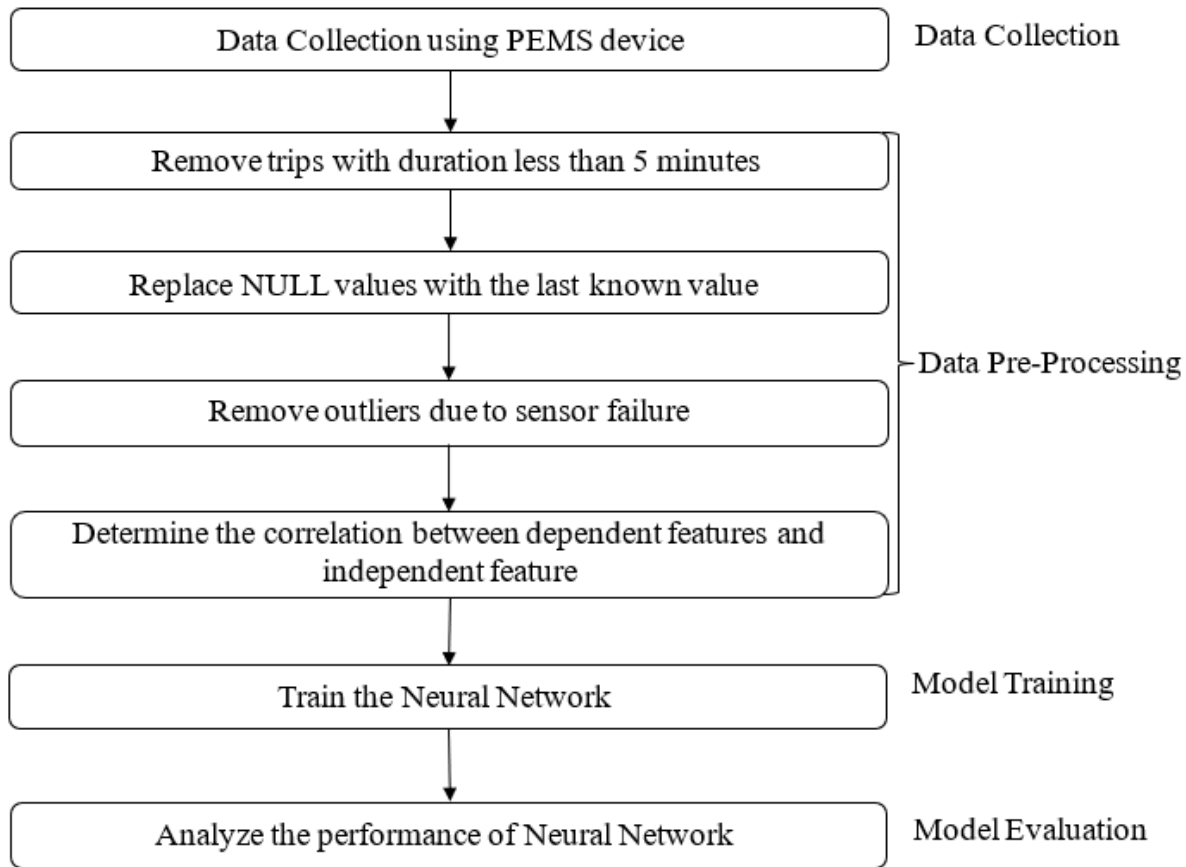 Data Collection using PEMS device
Data Collection
Remove trips with duration less than 5 minutes
Replace NULL values with the last known value
Data Pre-Processing
Remove outliers due to sensor failure
Determine the correlation between dependent features and
independent feature
Train the Neural Network
Model Training
Analyze the performance of Neural Network
Model Evaluation